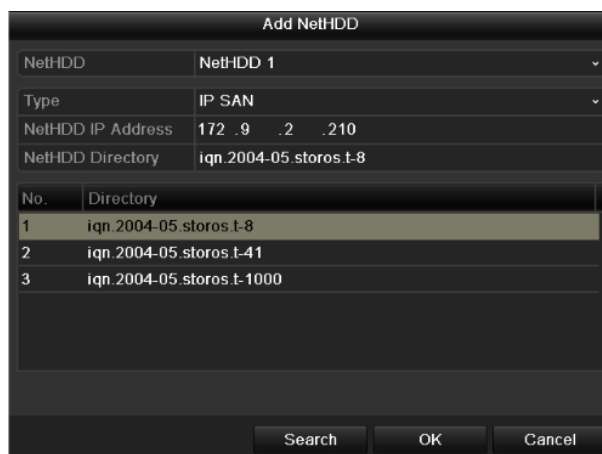 Add NetHDD
NetHDD NetHDD 1
Type IP SAN
NetHDD IP Address 172 .9 .2 .210
NetHDD Directory iqn.2004-05.storos.t-8
No. Directory
1 iqn.2004-05.storos.t-8
2 iqn.2004-05.storos.t-41
3 iqn.2004-05.storos.t-1000
Search OK Cancel